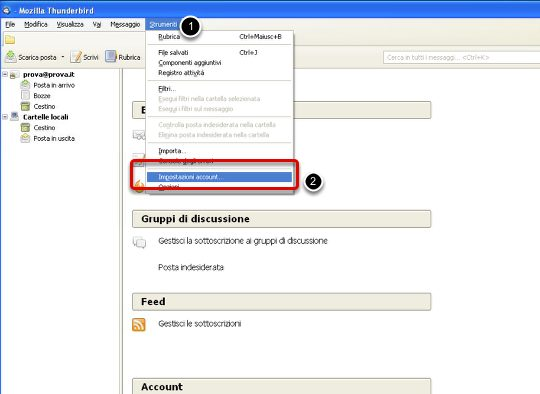 - Mozilla Thunderbird
File Modifica Visualizza Vai Messaggio Strumenti
1
Rubrica Ctrl+Maiusc+B
File salvati Ctrl+J
Componenti aggiuntivi
Registro attività
Filtri...
Esegui filtri nella cartella selezionata
Esegui i filtri sul messaggio
Controlla posta indesiderata nella cartella
Elimina posta indesiderata nella cartella
Importa...
Impostazioni account...
Opzioni
2
Scarica posta Scrivi Rubrica
Cerca in tutti i messaggi... <Ctrl+K>
prova@prova.it
Posta in arrivo
Bozze
Cestino
Cartelle locali
Cestino
Posta in uscita
E
Gruppi di discussione
Gestisci la sottoscrizione ai gruppi di discussione
Posta indesiderata
Feed
Gestisci le sottoscrizioni
Account